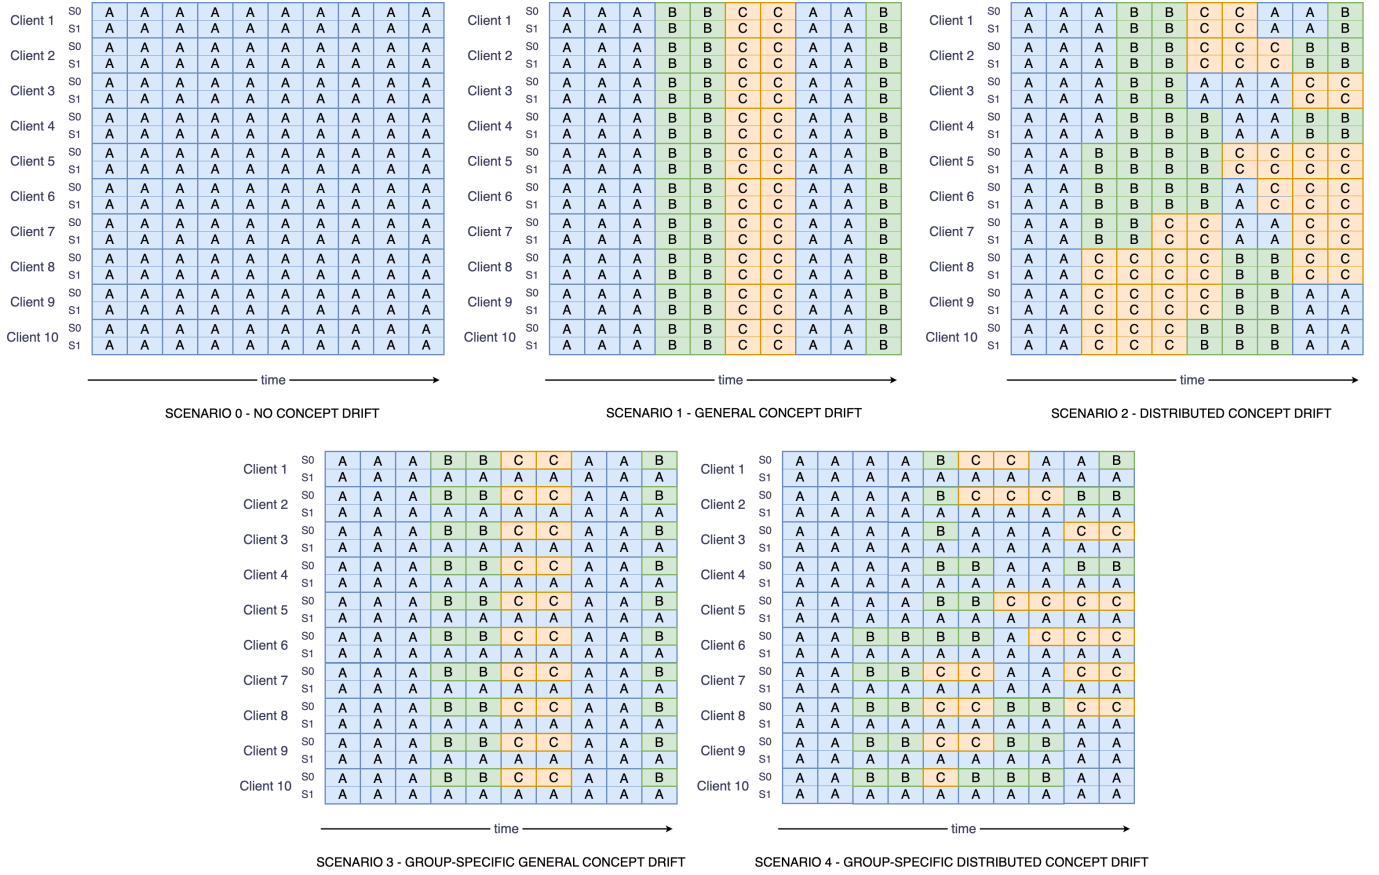 Client 1
S0 A A A A A A A A A A
S1 A A A A A A A A A A
Client 2
S0 A A A A A A A A A A
S1 A A A A A A A A A A
Client 3
S0 A A A A A A A A A A
S1 A A A A A A A A A A
Client 4
S0 A A A A A A A A A A
S1 A A A A A A A A A A
Client 5
S0 A A A A A A A A A A
S1 A A A A A A A A A A
Client 6
S0 A A A A A A A A A A
S1 A A A A A A A A A A
Client 7
S0 A A A A A A A A A A
S1 A A A A A A A A A A
Client 8
S0 A A A A A A A A A A
S1 A A A A A A A A A A
Client 9
S0 A A A A A A A A A A
S1 A A A A A A A A A A
Client 10
S0 A A A A A A A A A A
S1 A A A A A A A A A A
time
SCENARIO 0 - NO CONCEPT DRIFT
Client 1
S0 A A A B B C C A A B
S1 A A A B B C C A A B
Client 2
S0 A A A B B C C A A B
S1 A A A B B C C A A B
Client 3
S0 A A A B B C C A A B
S1 A A A B B C C A A B
Client 4
S0 A A A B B C C A A B
S1 A A A B B C C A A B
Client 5
S0 A A A B B C C A A B
S1 A A A B B C C A A B
Client 6
S0 A A A B B C C A A B
S1 A A A B B C C A A B
Client 7
S0 A A A B B C C A A B
S1 A A A B B C C A A B
Client 8
S0 A A A B B C C A A B
S1 A A A B B C C A A B
Client 9
S0 A A A B B C C A A B
S1 A A A B B C C A A B
Client 10
S0 A A A B B C C A A B
S1 A A A B B C C A A B
time
SCENARIO 1 - GENERAL CONCEPT DRIFT
Client 1
S0 A A A B B C C A A B
S1 A A A B B C C A A B
Client 2
S0 A A A B B C C C B B
S1 A A A B B C C C B B
Client 3
S0 A A A B B A A A C C
S1 A A A B B A A A C C
Client 4
S0 A A A B B B A A B B
S1 A A A B B B A A B B
Client 5
S0 A A B B B B C C C C
S1 A A B B B B C C C C
Client 6
S0 A A B B B B A C C C
S1 A A B B B B A C C C
Client 7
S0 A A B B C C A A C C
S1 A A B B C C A A C C
Client 8
S0 A A C C C C B B C C
S1 A A C C C C B B C C
Client 9
S0 A A C C C C B B A A
S1 A A C C C C B B A A
Client 10
S0 A A C C C B B B A A
S1 A A C C C B B B A A
time
SCENARIO 2 - DISTRIBUTED CONCEPT DRIFT
Client 1
S0 A A A B B C C A A B
S1 A A A A A A A A A A
Client 2
S0 A A A B B C C A A B
S1 A A A A A A A A A A
Client 3
S0 A A A B B C C A A B
S1 A A A A A A A A A A
Client 4
S0 A A A B B C C A A B
S1 A A A A A A A A A A
Client 5
S0 A A A B B C C A A B
S1 A A A A A A A A A A
Client 6
S0 A A A B B C C A A B
S1 A A A A A A A A A A
Client 7
S0 A A A B B C C A A B
S1 A A A A A A A A A A
Client 8
S0 A A A B B C C A A B
S1 A A A A A A A A A A
Client 9
S0 A A A B B C C A A B
S1 A A A A A A A A A A
Client 10
S0 A A A B B C C A A B
S1 A A A A A A A A A A
time
SCENARIO 3 - GROUP-SPECIFIC GENERAL CONCEPT DRIFT
Client 1
S0 A A A A B C C A A B
S1 A A A A A A A A A A
Client 2
S0 A A A A B C C C B B
S1 A A A A A A A A A A
Client 3
S0 A A A A B A A A C C
S1 A A A A A A A A A A
Client 4
S0 A A A A B B A A B B
S1 A A A A A A A A A A
Client 5
S0 A A A A B B C C C C
S1 A A A A A A A A A A
Client 6
S0 A A B B B B A C C C
S1 A A A A A A A A A A
Client 7
S0 A A B B C C A A C C
S1 A A A A A A A A A A
Client 8
S0 A A B B C C B B C C
S1 A A A A A A A A A A
Client 9
S0 A A B B C C B B A A
S1 A A A A A A A A A A
Client 10
S0 A A B B C B B B A A
S1 A A A A A A A A A A
time
SCENARIO 4 - GROUP-SPECIFIC DISTRIBUTED CONCEPT DRIFT